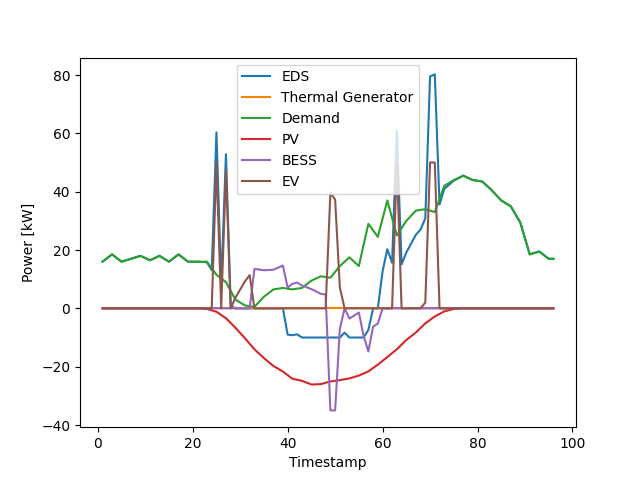 EDS
Thermal Generator
Demand
PV
BESS
EV
Power [kW]
80
60
40
20
0
−20
−40
0 20 40 60 80 100
Timestamp